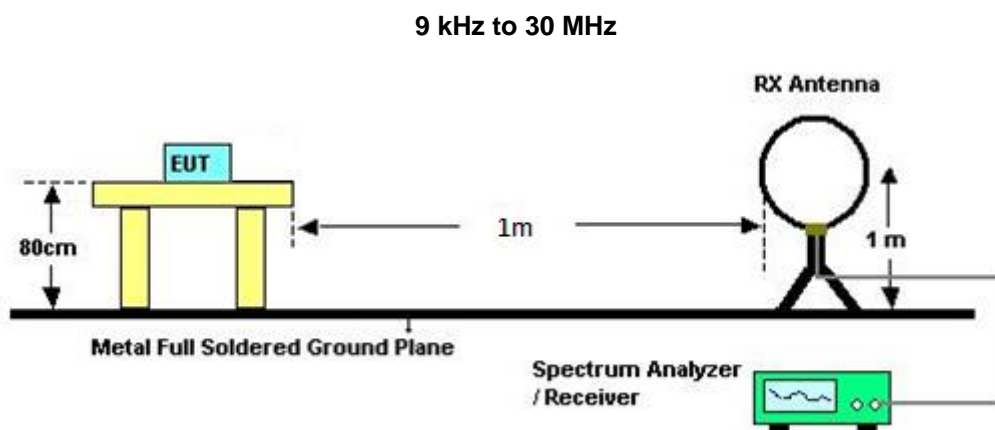 9 kHz to 30 MHz
RX Antenna
EUT
80cm
1m
1 m
Metal Full Soldered Ground Plane
Spectrum Analyzer
/ Receiver